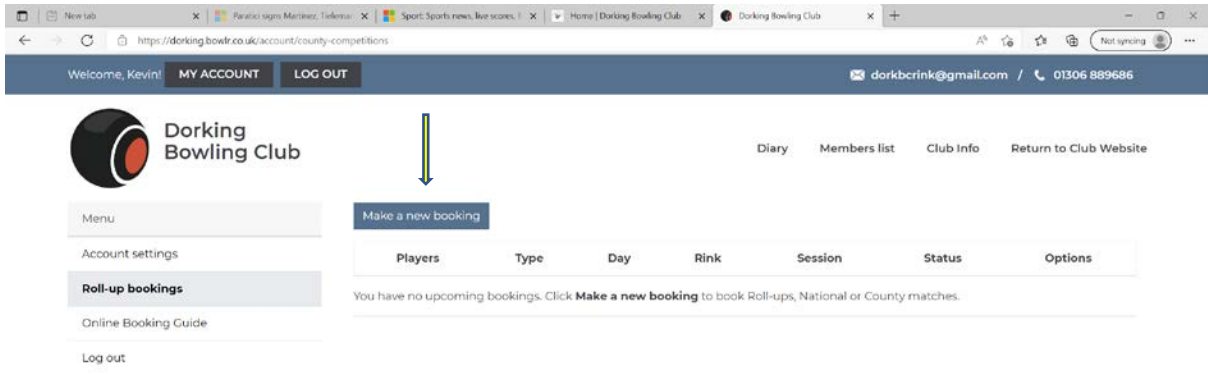 New tab
Paratici signs Martinez, Tieleman
Sport: Sports news, live scores, f
Home | Dorking Bowling Club
Dorking Bowling Club
https://dorking.bowlr.co.uk/account/county-competitions
Not syncing
Welcome, Kevin! MY ACCOUNT LOG OUT
dorkbcrink@gmail.com / 01306 889686
Dorking
Bowling Club
Diary Members list Club Info Return to Club Website
Menu
Account settings
Roll-up bookings
Online Booking Guide
Log out
Make a new booking
Players Type Day Rink Session Status Options
You have no upcoming bookings. Click Make a new booking to book Roll-ups, National or County matches.